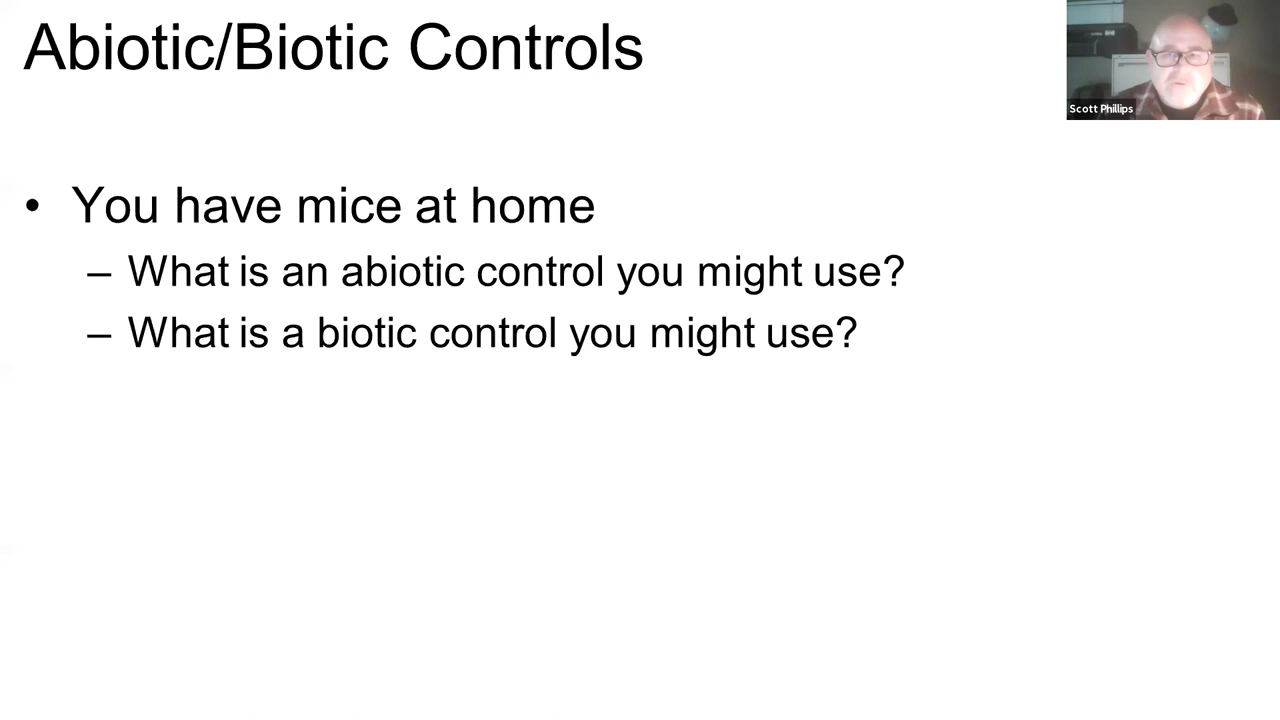 Abiotic/Biotic Controls
Scott Phillips
• You have mice at home
– What is an abiotic control you might use?
– What is a biotic control you might use?